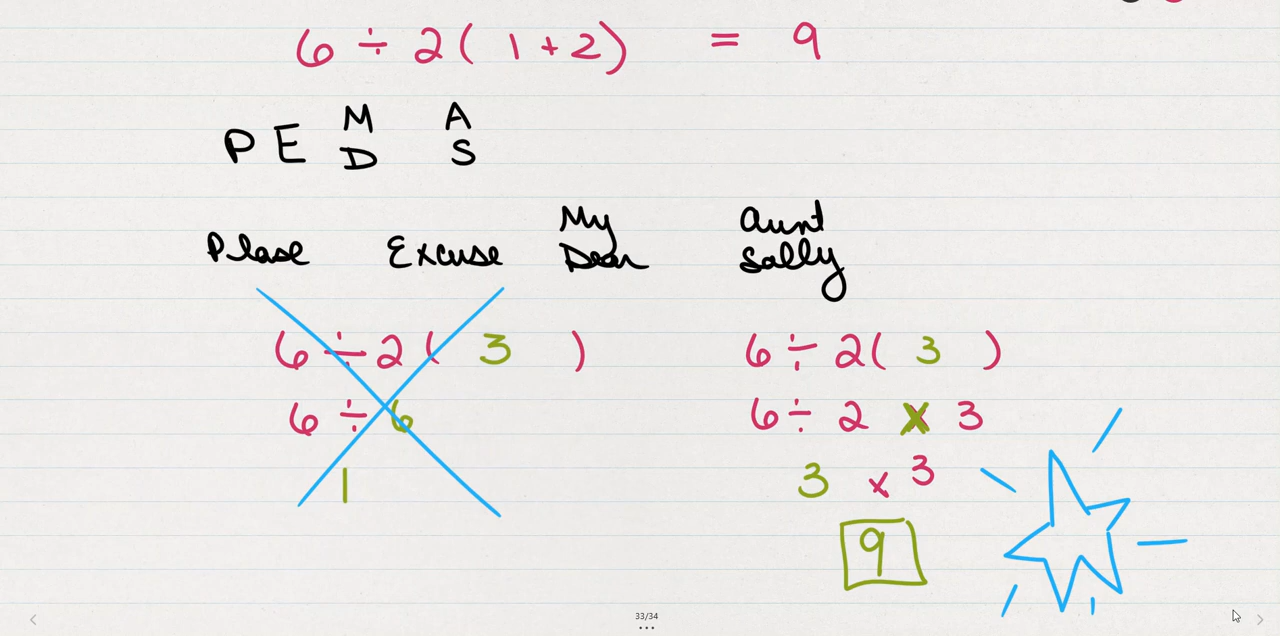 6 ÷ 2( 1 + 2) = 9
P E M D A S
Plase Excuse My Dear Aunt Sally
6 ÷ 2( 3 ) 6 ÷ 2( 3 )
6 ÷ 6 6 ÷ 2 x 3
1 3 x 3
9
33/34